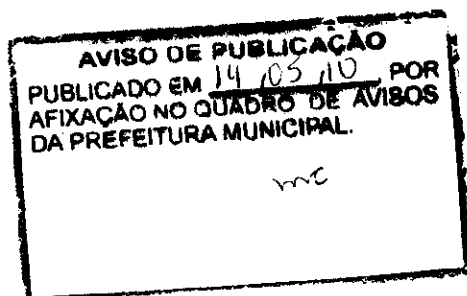 AVISO DE PUBLICAÇÃO
PUBLICADO EM 14 / 05 / 10 POR
AFIXAÇÃO NO QUADRO DE AVISOS
DA PREFEITURA MUNICIPAL.